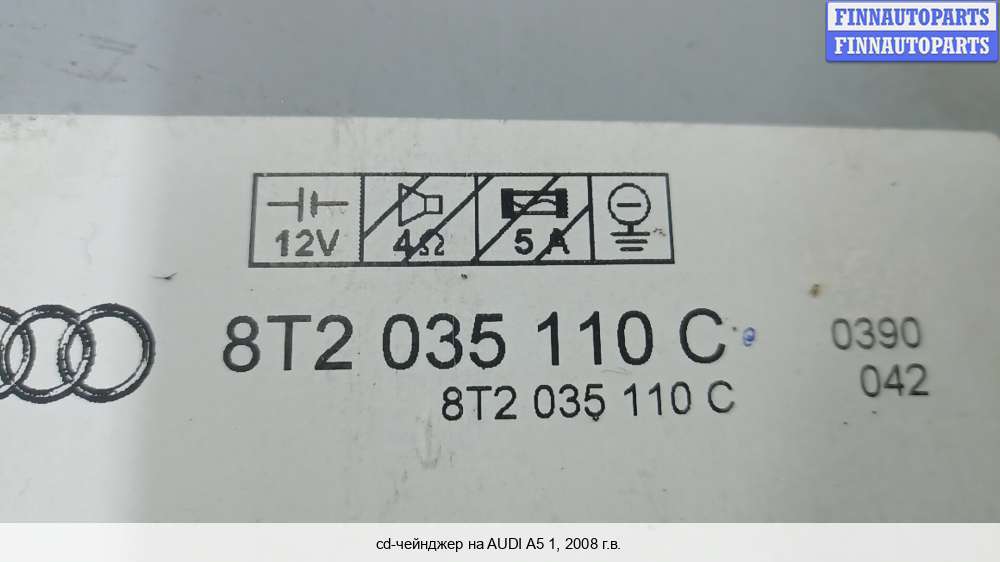 FINNAUTOPARTS
FINNAUTOPARTS
12V 4Ω 5 A
8T2 035 110 C 0390
8T2 035 110 C 042
cd-чейнджер на AUDI A5 1, 2008 г.в.